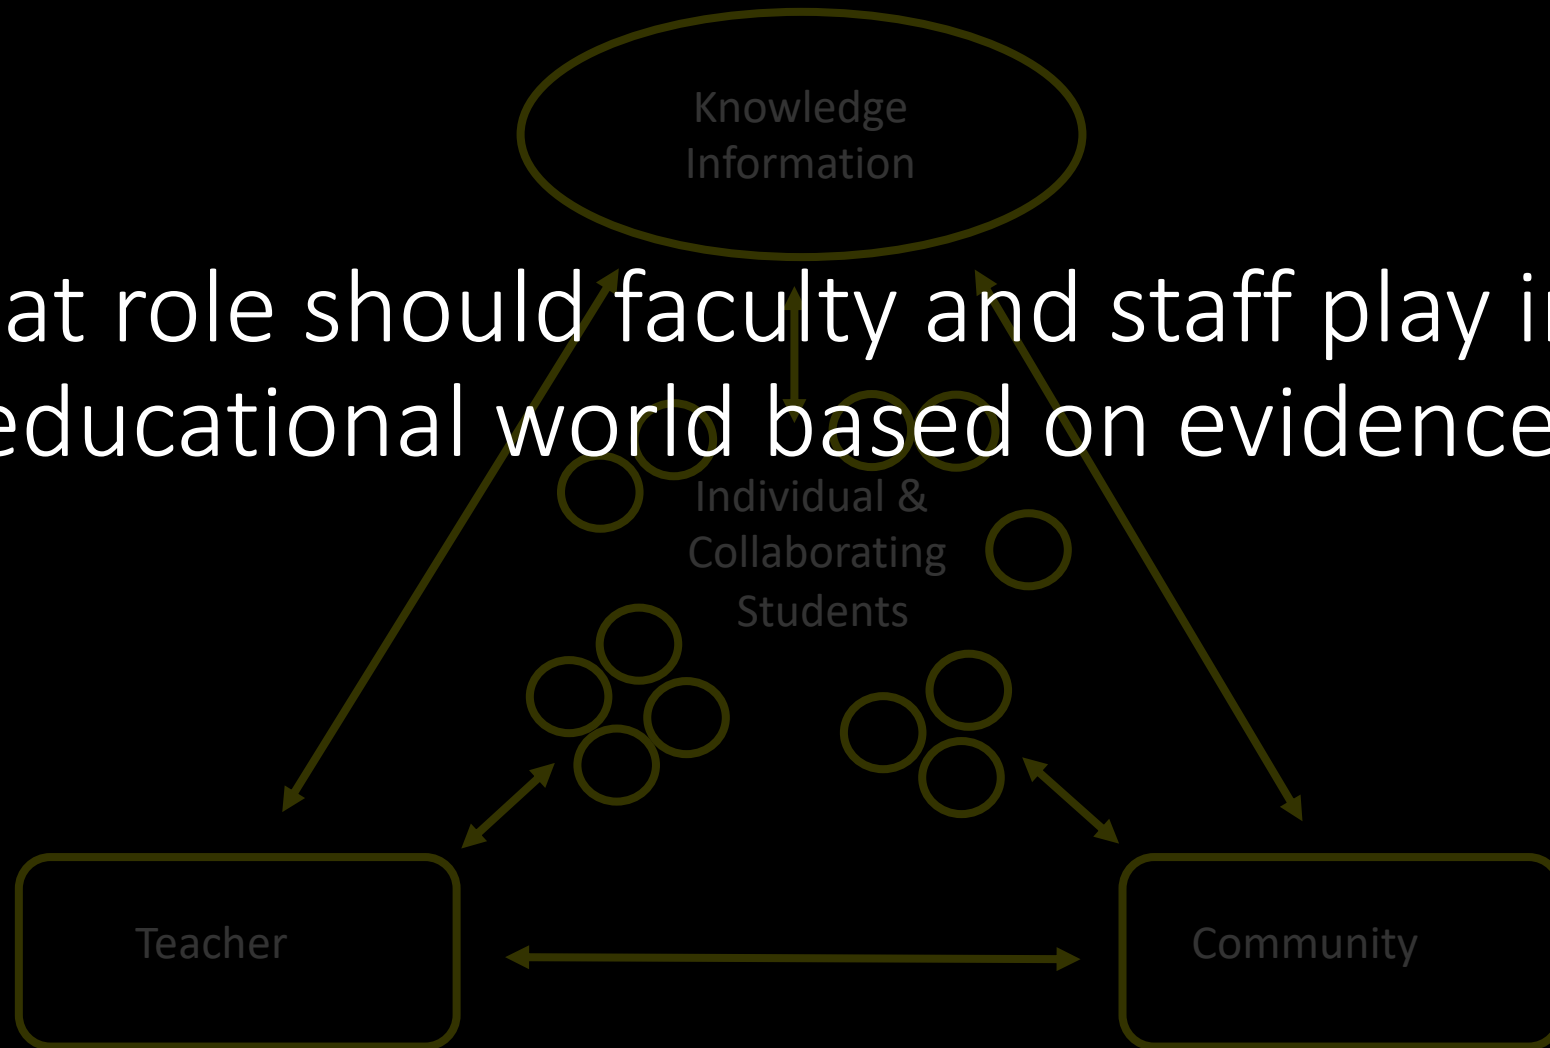 Knowledge
Information
at role should faculty and staff play i
educational world based on evidence
Individual &
Collaborating
Students
Teacher
Community